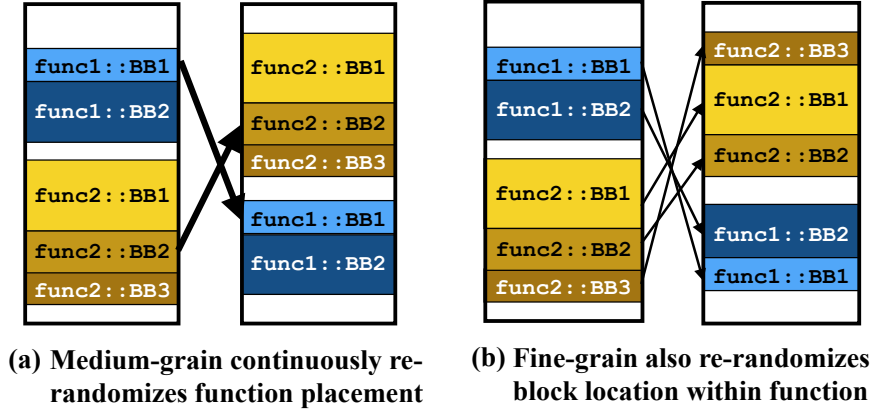 func1::BB1
func1::BB2
func2::BB1
func2::BB2
func2::BB3
func2::BB1
func2::BB2
func2::BB3
func1::BB1
func1::BB2
(a) Medium-grain continuously re-
randomizes function placement
func1::BB1
func1::BB2
func2::BB1
func2::BB2
func2::BB3
func2::BB3
func2::BB1
func2::BB2
func1::BB2
func1::BB1
(b) Fine-grain also re-randomizes
block location within function